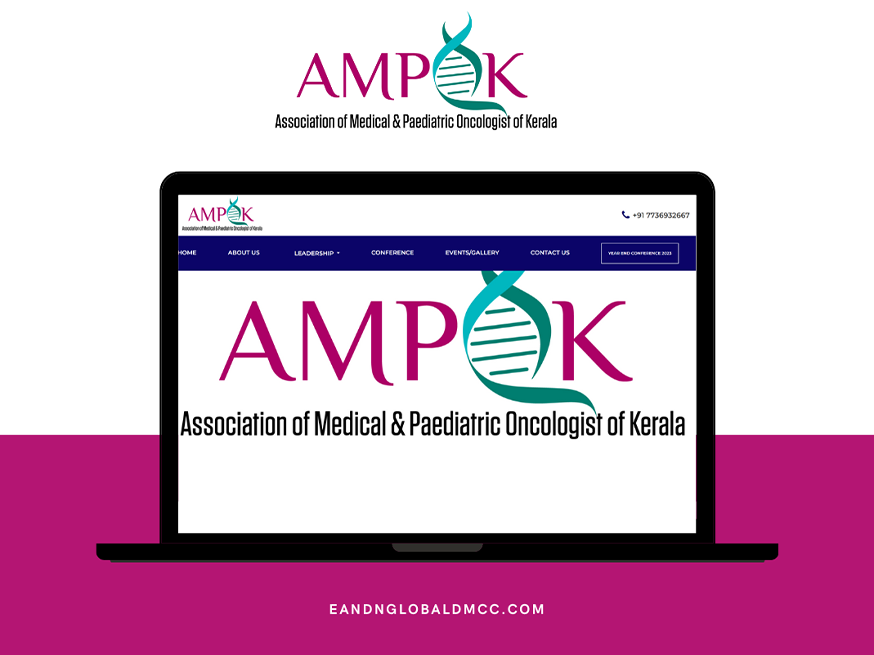 AMPOK
Association of Medical & Paediatric Oncologist of Kerala
AMPOK
Association of Medical & Paediatric Oncologist of Kerala
+91 7736932667
HOME
ABOUT US
LEADERSHIP
CONFERENCE
EVENTS/GALLERY
CONTACT US
YEAR END CONFERENCE 2023
AMPOK
Association of Medical & Paediatric Oncologist of Kerala
EANDNGLOBALDMCC.COM